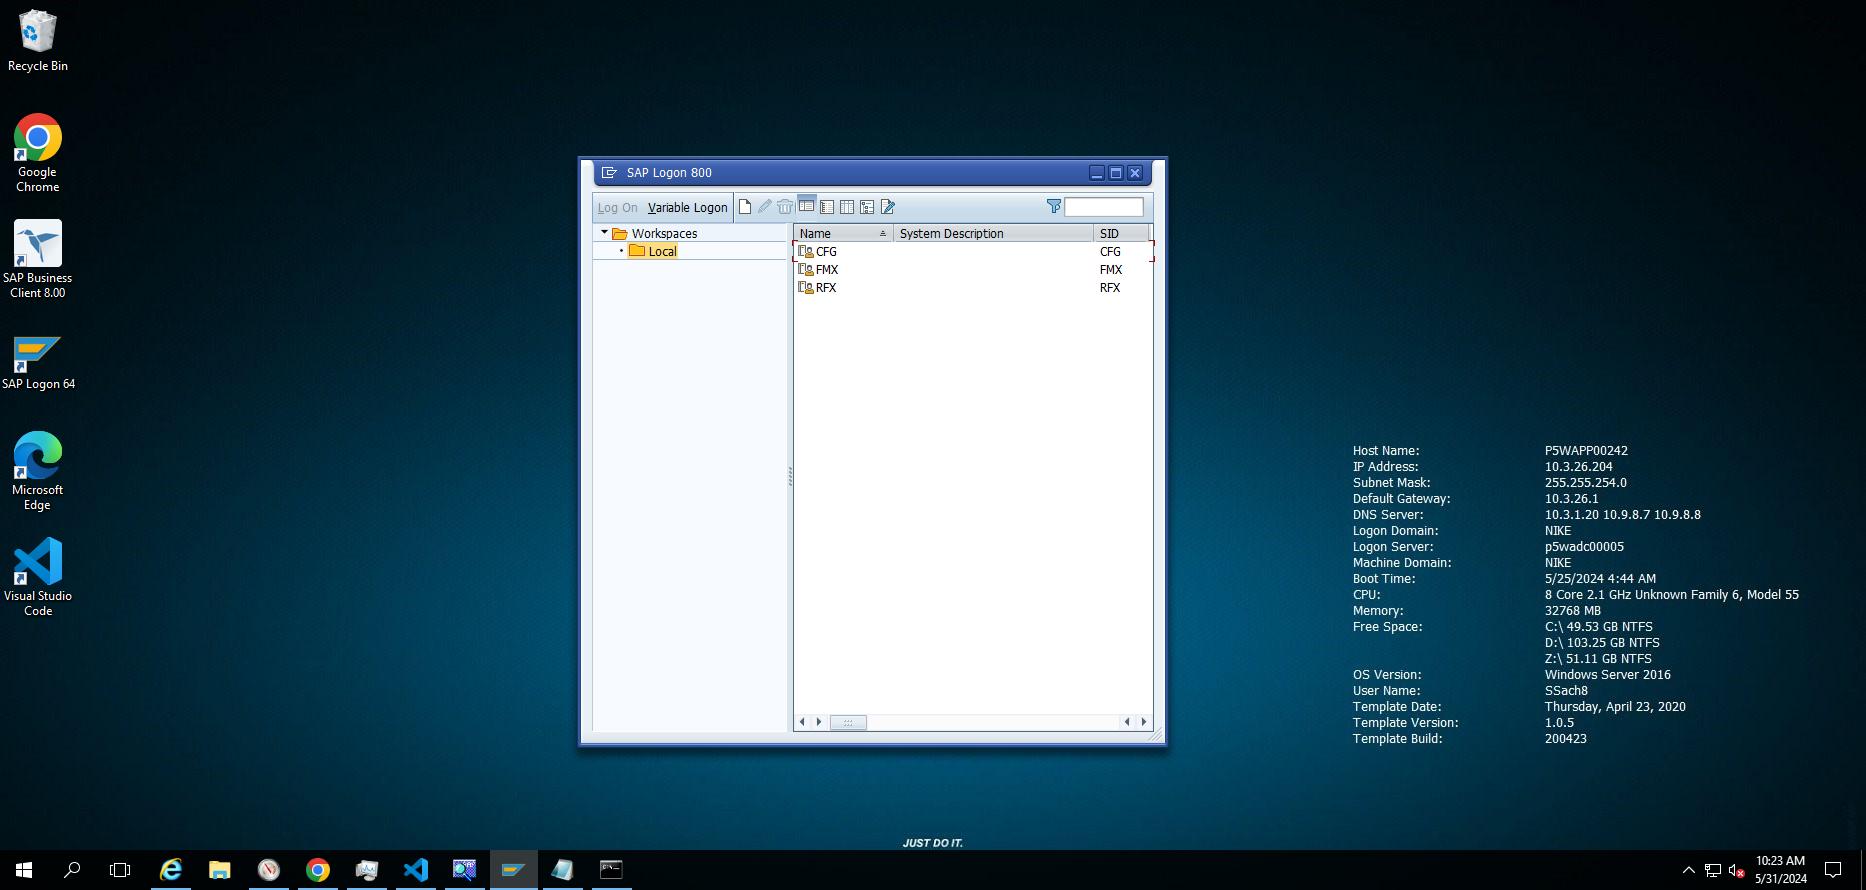 Recycle Bin
Google
Chrome
SAP Business
Client 8.00
SAP Logon 64
Microsoft
Edge
Visual Studio
Code
SAP Logon 800
Log On Variable Logon
Workspaces
Local
Name System Description SID
CFG CFG
FMX FMX
RFX RFX
Host Name: P5WAPP00242
IP Address: 10.3.26.204
Subnet Mask: 255.255.254.0
Default Gateway: 10.3.26.1
DNS Server: 10.3.1.20 10.9.8.7 10.9.8.8
Logon Domain: NIKE
Logon Server: p5wadc00005
Machine Domain: NIKE
Boot Time: 5/25/2024 4:44 AM
CPU: 8 Core 2.1 GHz Unknown Family 6, Model 55
Memory: 32768 MB
Free Space: C:\ 49.53 GB NTFS
D:\ 103.25 GB NTFS
Z:\ 51.11 GB NTFS
OS Version: Windows Server 2016
User Name: SSach8
Template Date: Thursday, April 23, 2020
Template Version: 1.0.5
Template Build: 200423
JUST DO IT.
10:23 AM
5/31/2024